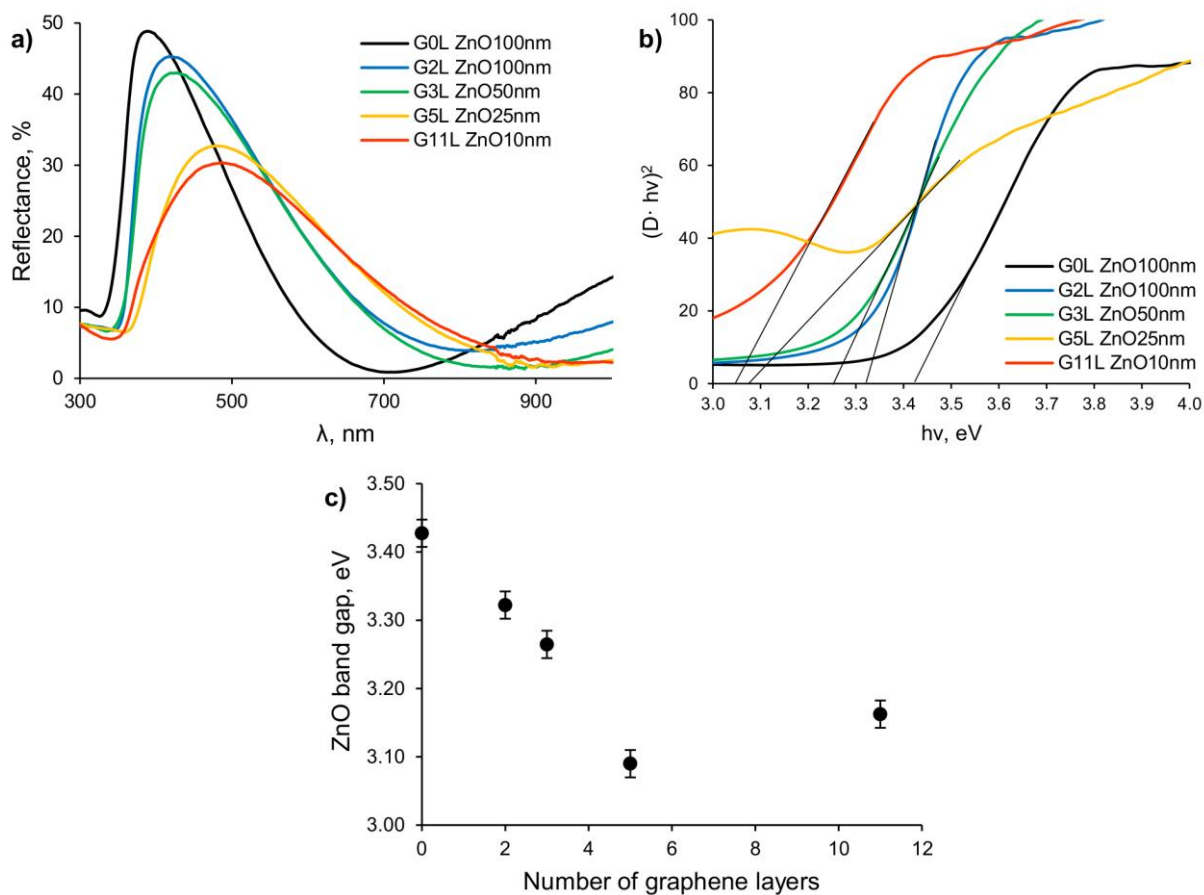 a)
50
40
30
20
10
0
Reflectance, %
300
500
700
900
λ, nm
G0L ZnO100nm
G2L ZnO100nm
G3L ZnO50nm
G5L ZnO25nm
G11L ZnO10nm
b)
100
80
60
40
20
0
(D· hν)²
3.0
3.1
3.2
3.3
3.4
3.5
3.6
3.7
3.8
3.9
4.0
hν, eV
G0L ZnO100nm
G2L ZnO100nm
G3L ZnO50nm
G5L ZnO25nm
G11L ZnO10nm
c)
3.50
3.40
3.30
3.20
3.10
3.00
ZnO band gap, eV
0
2
4
6
8
10
12
Number of graphene layers